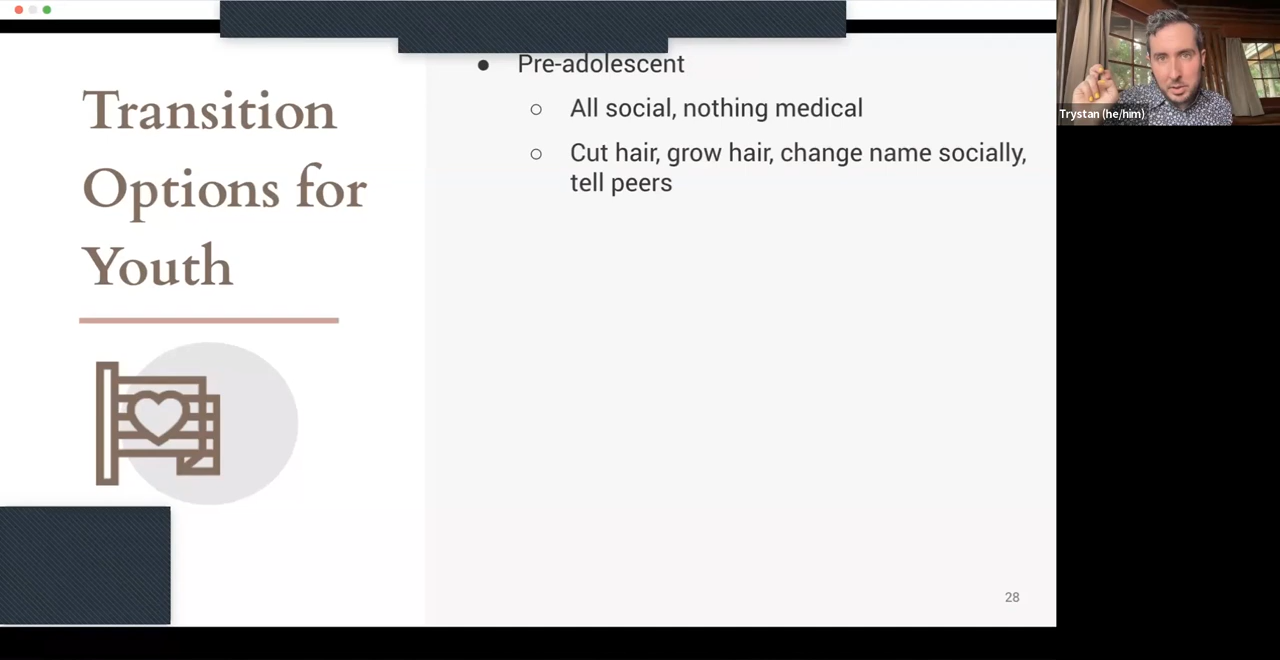 Transition
Options for
Youth
● Pre-adolescent
○ All social, nothing medical
○ Cut hair, grow hair, change name socially,
tell peers
28
Trystan (he/him)